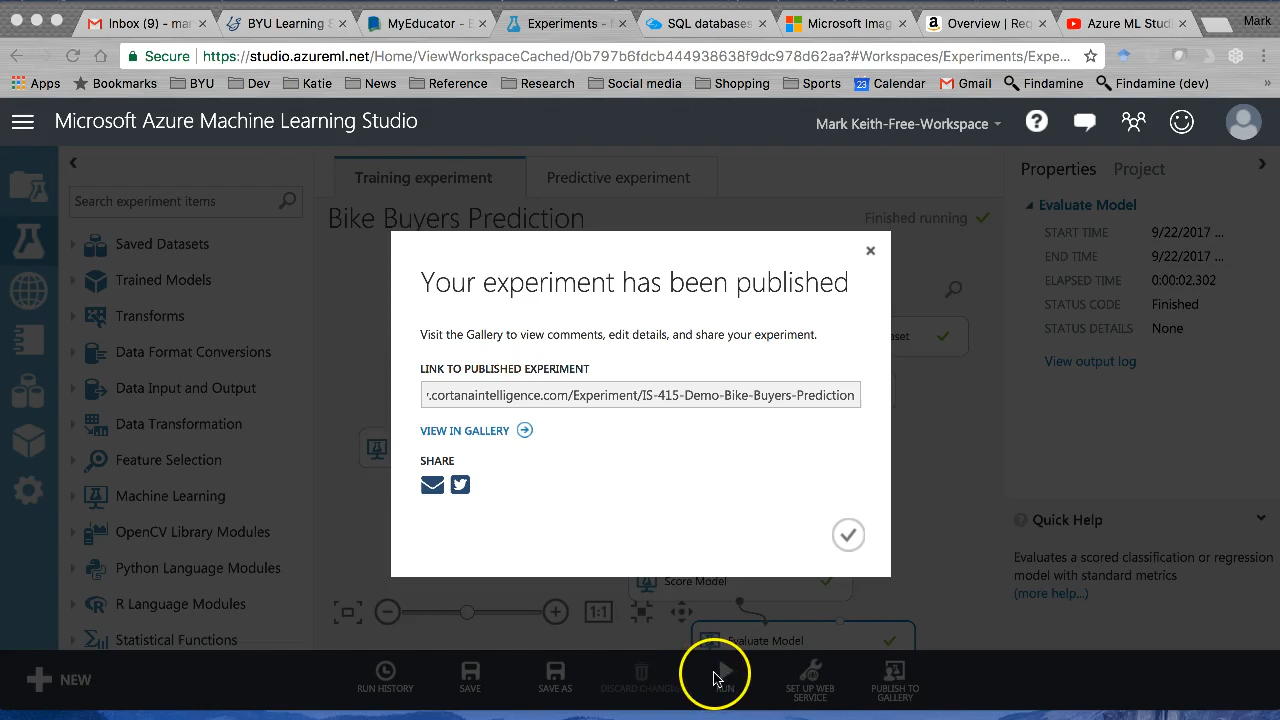 Inbox (9) - mar
BYU Learning S
MyEducator - E
Experiments -
SQL databases
Microsoft Imag
Overview | Req
Azure ML Stud
Mark
Secure
https://studio.azureml.net/Home/ViewWorkspaceCached/0b797b6fdcb444938638f9dc978d62aa?#Workspaces/Experiments/Expe...
Apps
Bookmarks
BYU
Dev
Katie
News
Reference
Research
Social media
Shopping
Sports
23
Calendar
Gmail
Findamine
Findamine (dev)
»
Microsoft Azure Machine Learning Studio
Mark Keith-Free-Workspace
?
Training experiment
Predictive experiment
Properties
Project
Search experiment items
Bike Buyers Prediction
Finished running
Evaluate Model
START TIME 9/22/2017 ...
END TIME 9/22/2017 ...
ELAPSED TIME 0:00:02.302
STATUS CODE Finished
STATUS DETAILS None
View output log
Saved Datasets
Trained Models
Transforms
Data Format Conversions
Data Input and Output
Data Transformation
Feature Selection
Machine Learning
OpenCV Library Modules
Python Language Modules
R Language Modules
Statistical Functions
Your experiment has been published
Visit the Gallery to view comments, edit details, and share your experiment.
LINK TO PUBLISHED EXPERIMENT
.cortanaintelligence.com/Experiment/IS-415-Demo-Bike-Buyers-Prediction
VIEW IN GALLERY
SHARE
aset
Score Model
1:1
Evaluate Model
Quick Help
Evaluates a scored classification or regression
model with standard metrics
(more help...)
NEW
RUN HISTORY
SAVE
SAVE AS
DISCARD CHANGES
RUN
SET UP WEB
SERVICE
PUBLISH TO
GALLERY